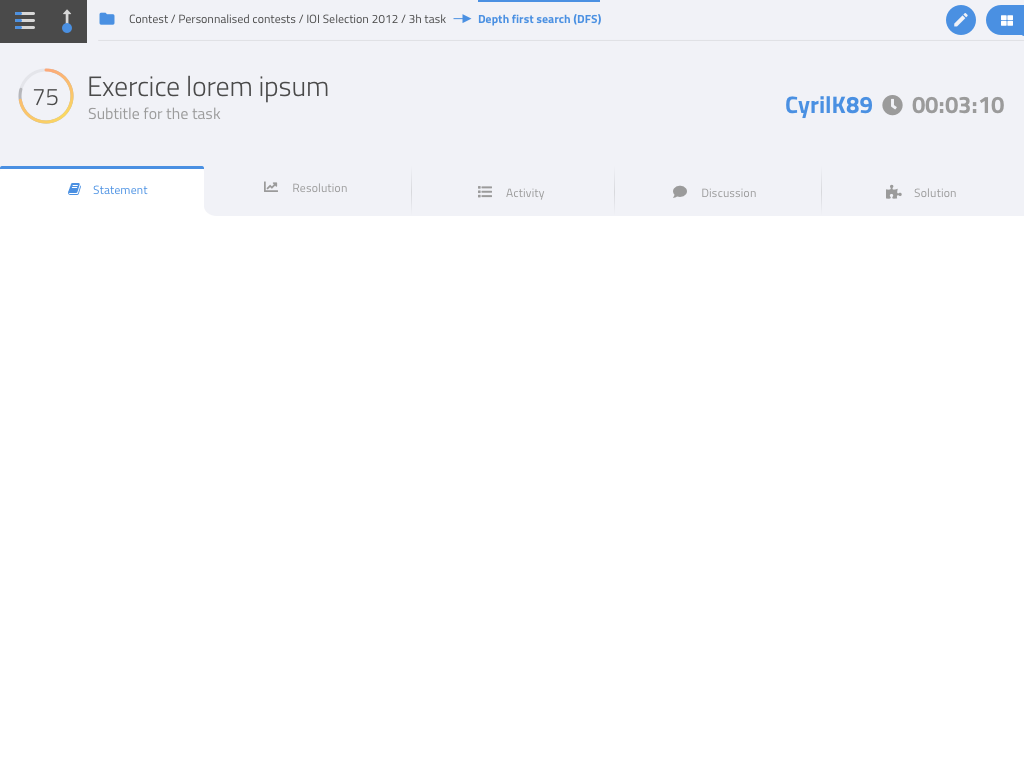 Contest / Personnalised contests / IOI Selection 2012 / 3h task Depth first search (DFS)
75
Exercice lorem ipsum
Subtitle for the task
CyrilK89 00:03:10
Statement Resolution Activity Discussion Solution